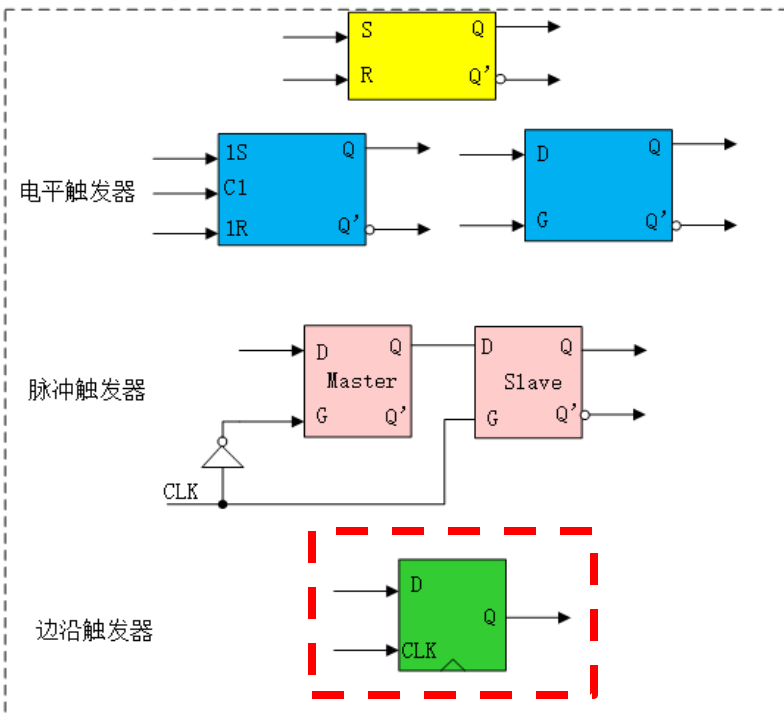 S Q
R Q'
电平触发器
1S Q
C1
1R Q'
D Q
G Q'
脉冲触发器
D Q
Master
G Q'
D Q
Slave
G Q'
CLK
边沿触发器
D
Q
CLK